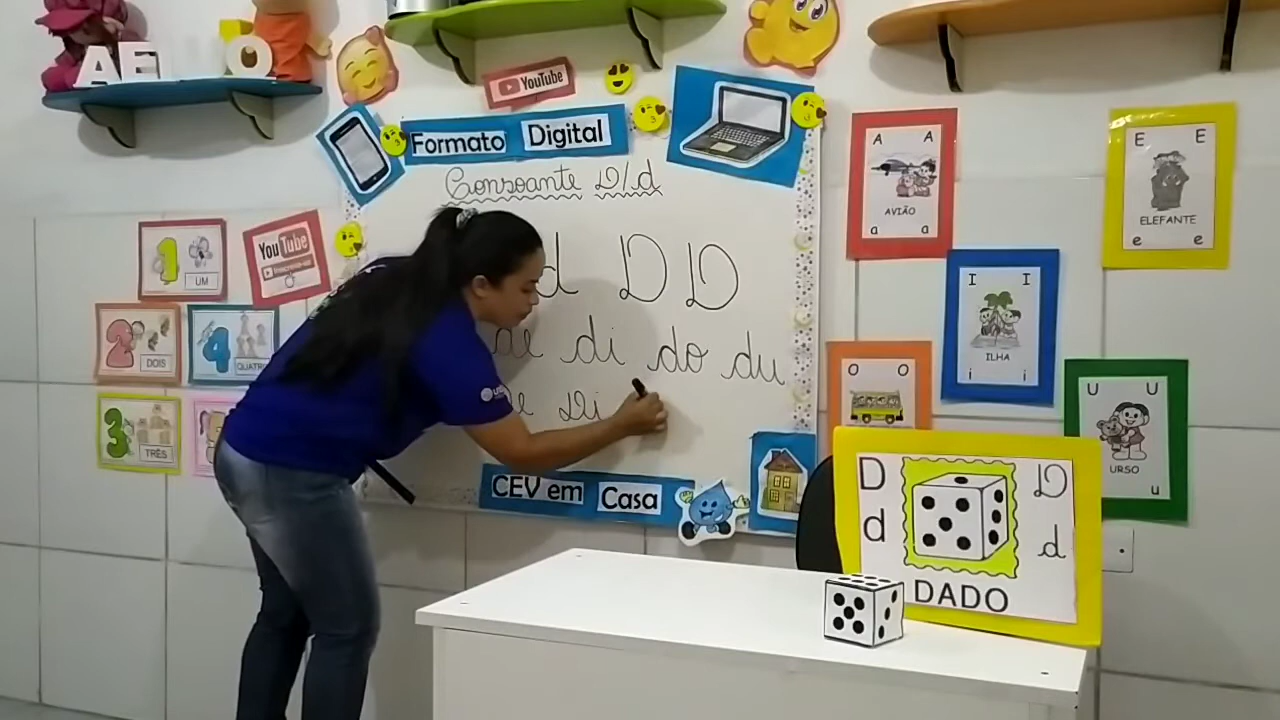 AE O
YouTube
Formato Digital
Consoante D/d
d D D
de di do du
Di
CEV em Casa
YouTube
1
UM
2
DOIS
4
3
TRÊS
A A
AVIÃO
a a
E E
ELEFANTE
e e
I I
ILHA
i i
O O
U U
URSO
u
D D
d d
DADO